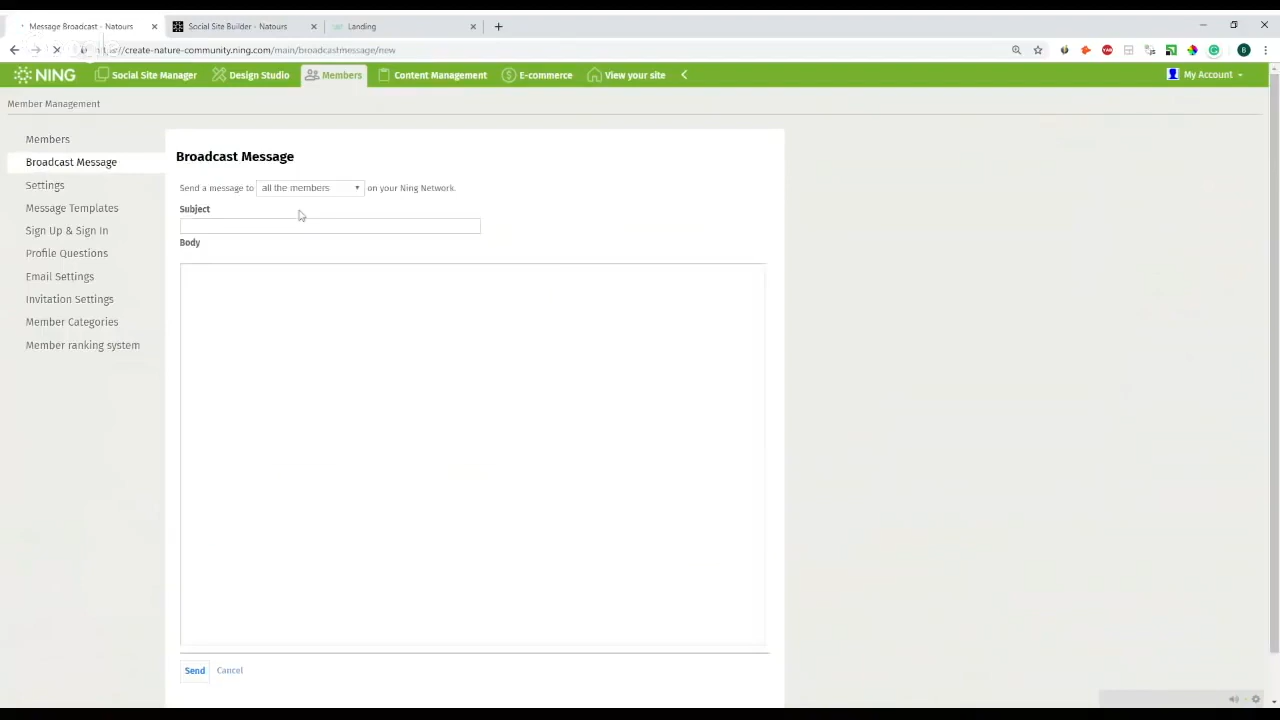 Message Broadcast - Natours
Social Site Builder - Natours
Landing
://create-nature-community.ning.com/main/broadcastmessage/new
B
NING
Social Site Manager
Design Studio
Members
Content Management
E-commerce
View your site
My Account
Member Management
Members
Broadcast Message
Settings
Message Templates
Sign Up & Sign In
Profile Questions
Email Settings
Invitation Settings
Member Categories
Member ranking system
Broadcast Message
Send a message to all the members on your Ning Network.
Subject
Body
Send Cancel